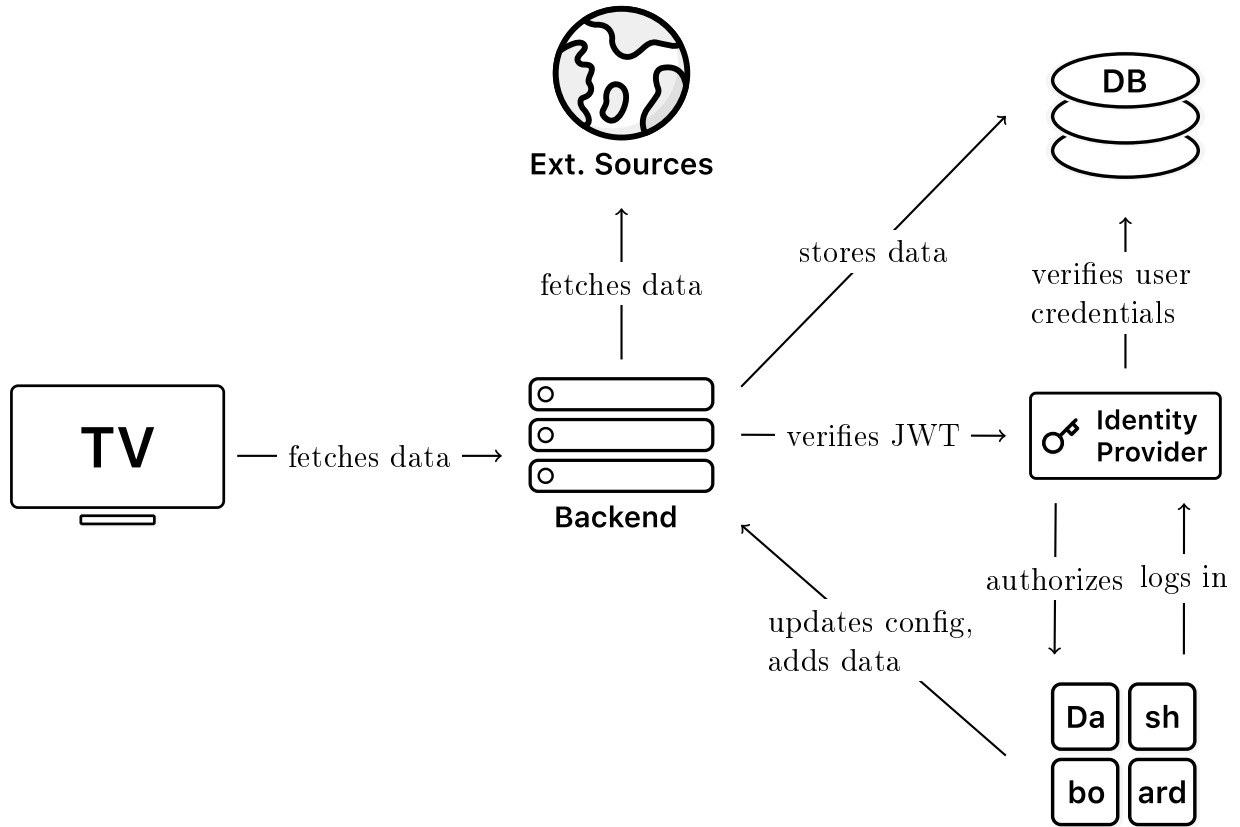 DB
Ext. Sources
stores data
fetches data
verifies user
credentials
TV
fetches data
verifies JWT
Identity
Provider
Backend
authorizes
logs in
updates config,
adds data
Da
sh
bo
ard